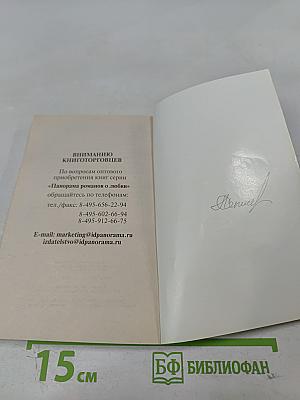 ВНИМАНИЮ
КНИГОТОРГОВЦЕВ
По вопросам оптового
приобретения книг серии
«Панорама романов о любви»
обращайтесь по телефонам:
тел./факс: 8-495-656-22-94
8-495-602-66-94
8-495-912-66-75
E-mail: marketing@idpanorama.ru
izdatelstvo@idpanorama.ru
15 см
БФ БИБЛИОФАН